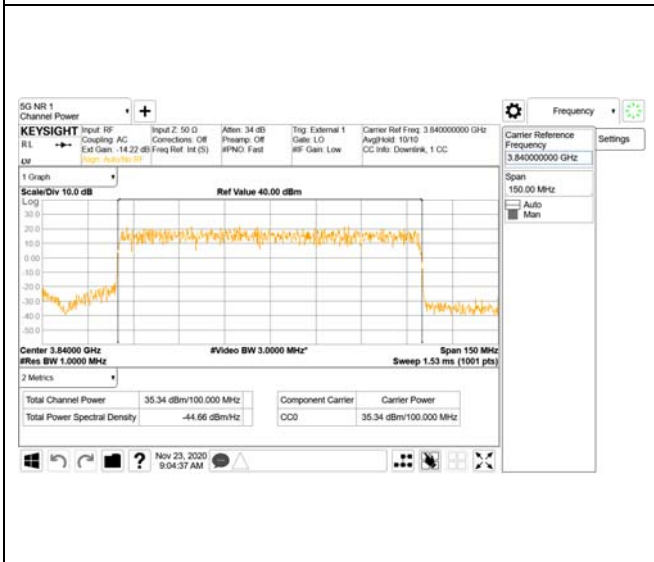 5G NR 1
Channel Power
+
Frequency
KEYSIGHT
RL
Input: RF
Coupling: AC
Ext Gain: -14.22 dB
Align: Auto/No RF
Input Z: 50 Ω
Corrections: Off
Freq Ref: Int (S)
Atten: 34 dB
Preamp: Off
#PNO: Fast
Trig: External 1
Gate: LO
#IF Gain: Low
Carrier Ref Freq: 3.840000000 GHz
Avg|Hold: 10/10
CC Info: Downlink, 1 CC
Carrier Reference
Frequency
3.840000000 GHz
Settings
Span
150.00 MHz
Auto
Man
1 Graph
Scale/Div 10.0 dB
Ref Value 40.00 dBm
Log
30.0
20.0
10.0
0.00
-10.0
-20.0
-30.0
-40.0
-50.0
Center 3.84000 GHz
#Video BW 3.0000 MHz*
Span 150 MHz
#Res BW 1.0000 MHz
Sweep 1.53 ms (1001 pts)
2 Metrics
Total Channel Power 35.34 dBm/100.000 MHz
Total Power Spectral Density -44.66 dBm/Hz
Component Carrier Carrier Power
CC0 35.34 dBm/100.000 MHz
?
Nov 23, 2020
9:04:37 AM